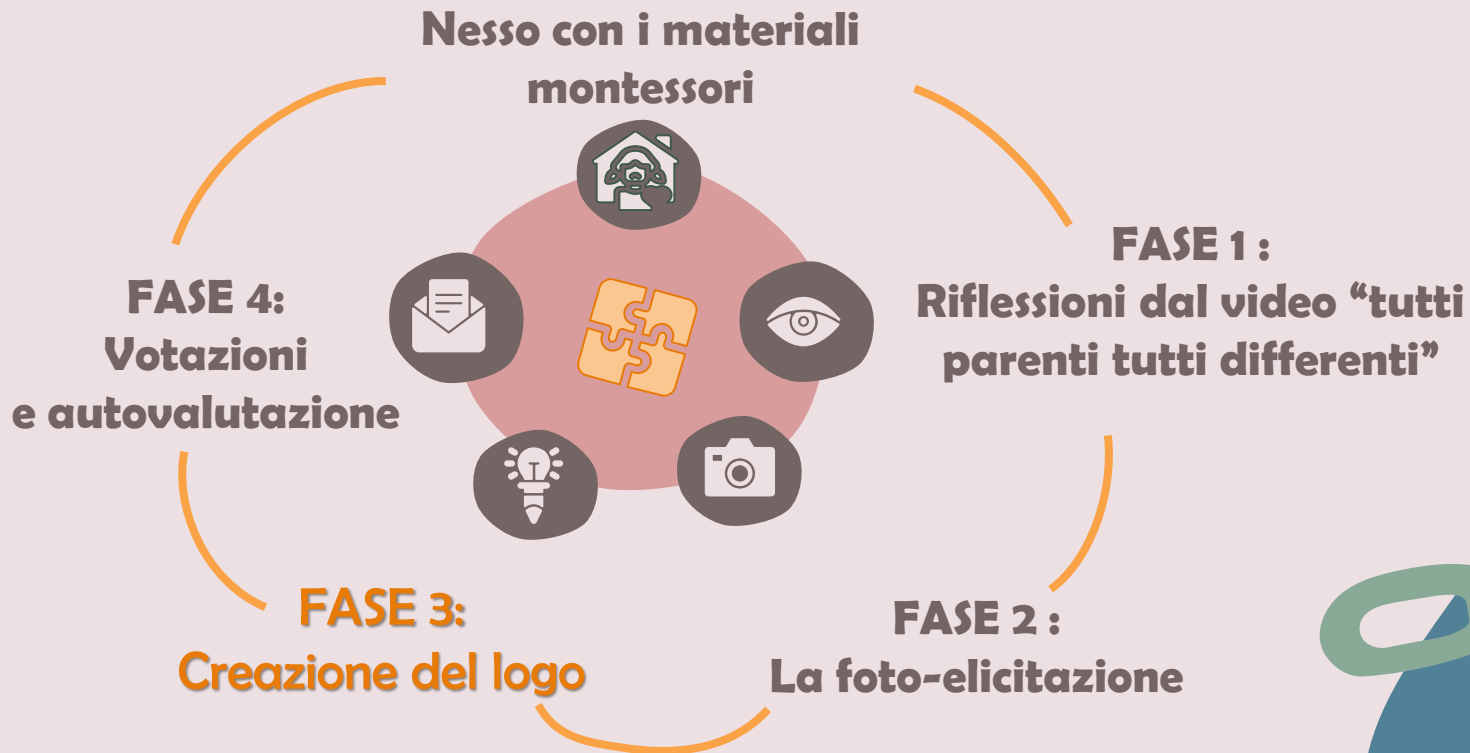 Nesso con i materiali
montessori
FASE 1 :
Riflessioni dal video “tutti
parenti tutti differenti”
FASE 2 :
La foto-elicitazione
FASE 3:
Creazione del logo
FASE 4:
Votazioni
e autovalutazione